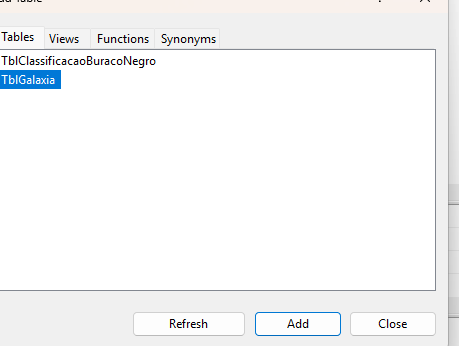 Tables Views Functions Synonyms
TblClassificacaoBuracoNegro
TblGalaxia
Refresh Add Close